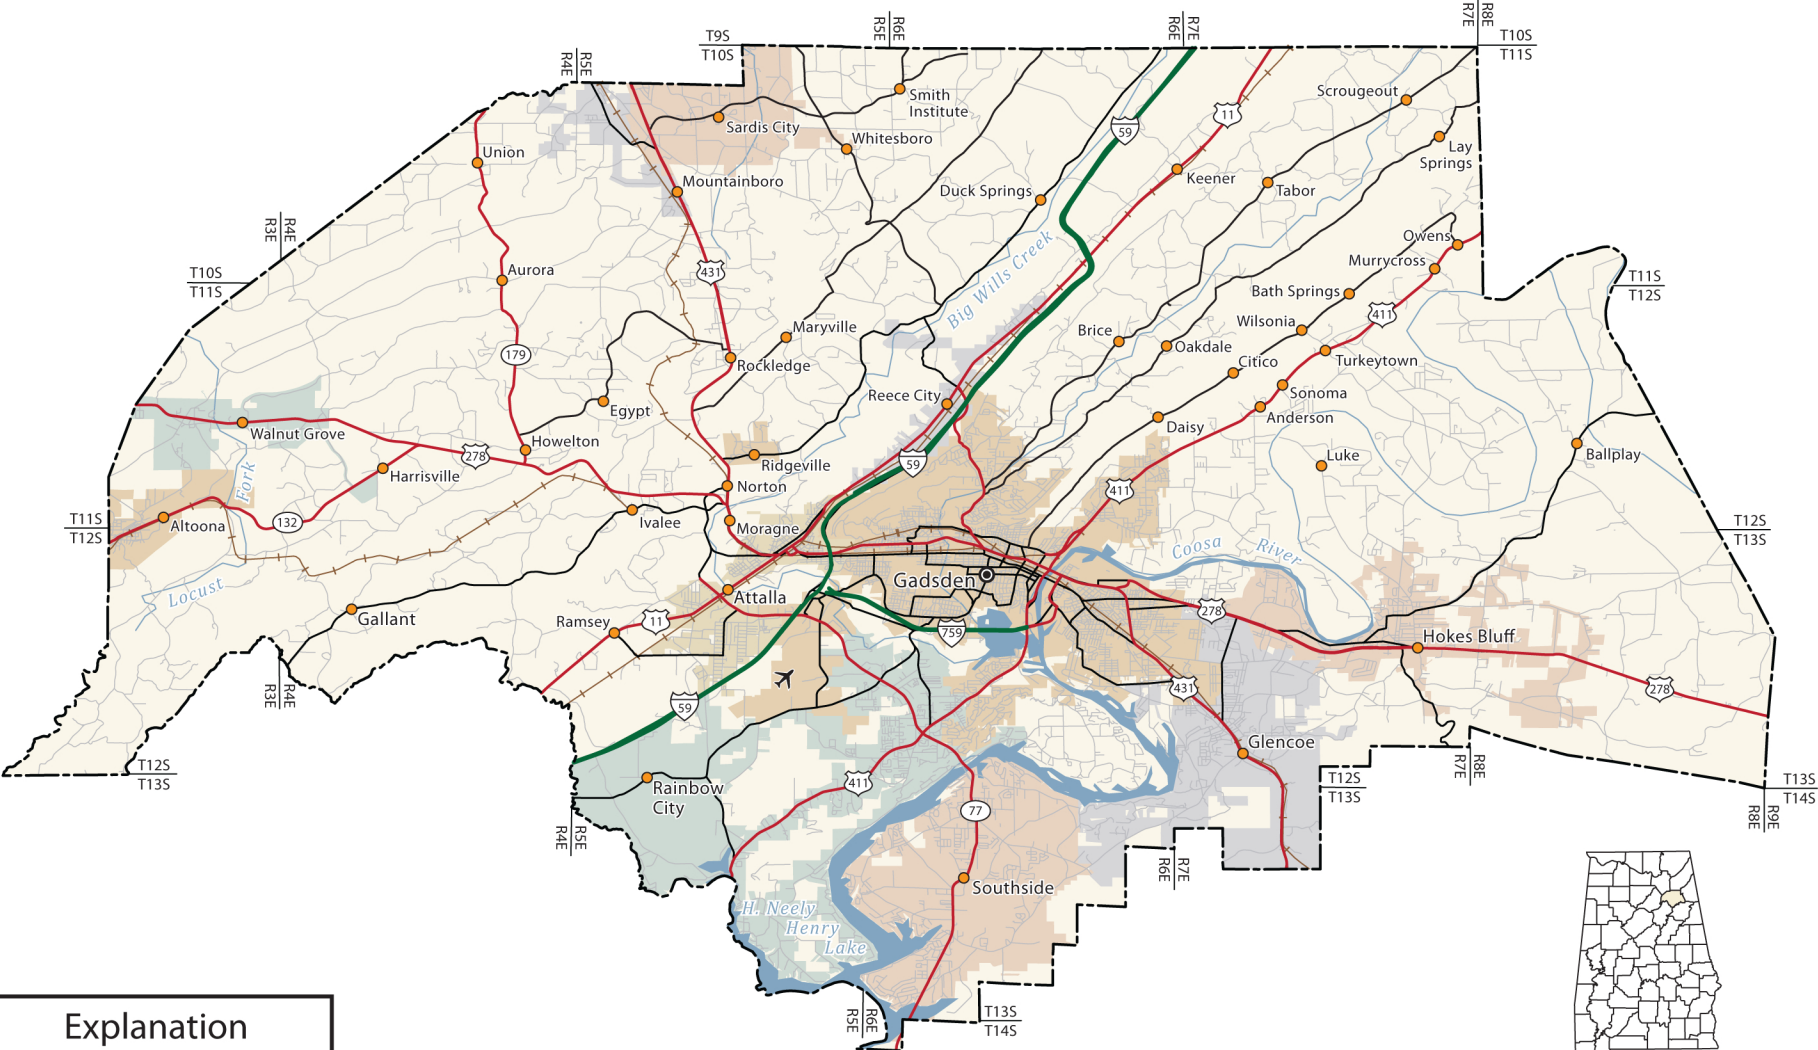 R5E
R6E
R6E
R7E
R7E
R8E
T9S
T10S
T10S
T11S
R4E
R5E
Smith
Institute
Scrougeout
11
59
Sardis City
Whitesboro
Lay
Springs
Union
Mountainboro
Duck Springs
Keener
Tabor
R3E
R4E
Owens
Big Wills Creek
Murrycross
Aurora
431
T10S
T11S
T11S
T12S
Bath Springs
411
Maryville
Brice
Wilsonia
179
Oakdale
Citico
Turkeytown
Rockledge
Reece City
Sonoma
Egypt
Anderson
Walnut Grove
Daisy
Howelton
278
Ridgeville
59
Luke
Ballplay
Harrisville
Fork
Norton
411
T11S
T12S
Altoona
132
Ivalee
Moragne
T12S
T13S
Coosa
River
Locust
Gadsden
Attalla
Gallant
Ramsey
11
759
278
Hokes Bluff
R3E
R4E
59
431
278
Glencoe
T12S
T13S
Rainbow
City
411
T12S
T13S
R7E
R8E
T13S
T14S
77
R4E
R5E
R8E
R9E
R6E
R7E
Southside
H. Neely
Henry
Lake
R5E
R6E
T13S
T14S
Explanation